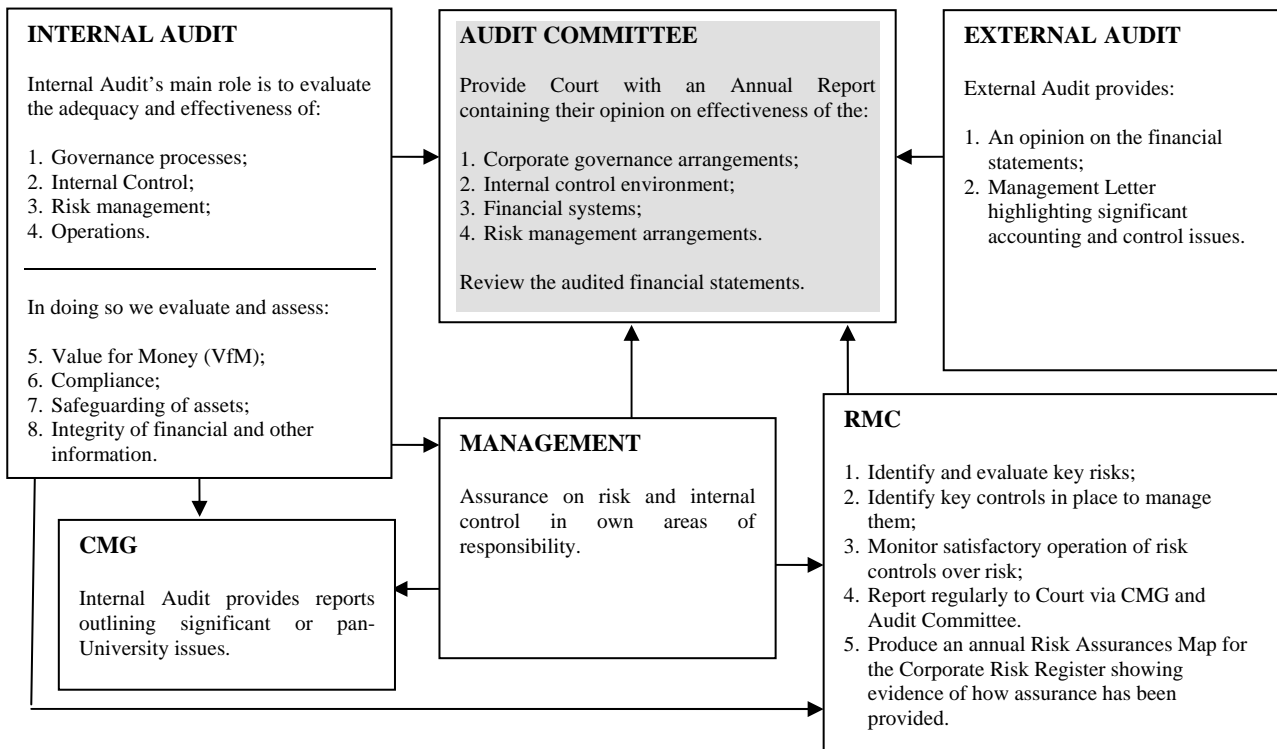 INTERNAL AUDIT
Internal Audit's main role is to evaluate
the adequacy and effectiveness of:
1. Governance processes;
2. Internal Control;
3. Risk management;
4. Operations.
In doing so we evaluate and assess:
5. Value for Money (VfM);
6. Compliance;
7. Safeguarding of assets;
8. Integrity of financial and other
information.
AUDIT COMMITTEE
Provide Court with an Annual Report
containing their opinion on effectiveness of the:
1. Corporate governance arrangements;
2. Internal control environment;
3. Financial systems;
4. Risk management arrangements.
Review the audited financial statements.
EXTERNAL AUDIT
External Audit provides:
1. An opinion on the financial
statements;
2. Management Letter
highlighting significant
accounting and control issues.
CMG
Internal Audit provides reports
outlining significant or pan-
University issues.
MANAGEMENT
Assurance on risk and internal
control in own areas of
responsibility.
RMC
1. Identify and evaluate key risks;
2. Identify key controls in place to manage
them;
3. Monitor satisfactory operation of risk
controls over risk;
4. Report regularly to Court via CMG and
Audit Committee.
5. Produce an annual Risk Assurances Map for
the Corporate Risk Register showing
evidence of how assurance has been
provided.